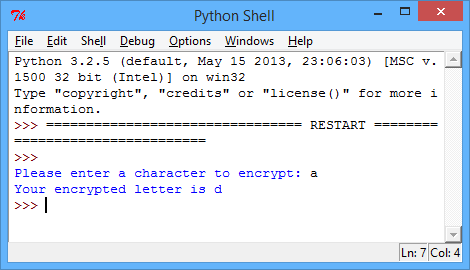 Python Shell
File Edit Shell Debug Options Windows Help
Python 3.2.5 (default, May 15 2013, 23:06:03) [MSC v.
1500 32 bit (Intel)] on win32
Type "copyright", "credits" or "license()" for more i
nformation.
>>> ================================ RESTART ========
========================
>>>
Please enter a character to encrypt: a
Your encrypted letter is d
>>>
Ln: 7 Col: 4